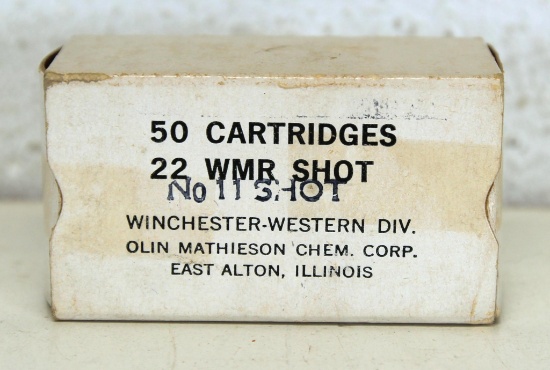 50 CARTRIDGES
22 WMR SHOT
No 11 SHOT
WINCHESTER-WESTERN DIV.
OLIN MATHIESON CHEM. CORP.
EAST ALTON, ILLINOIS